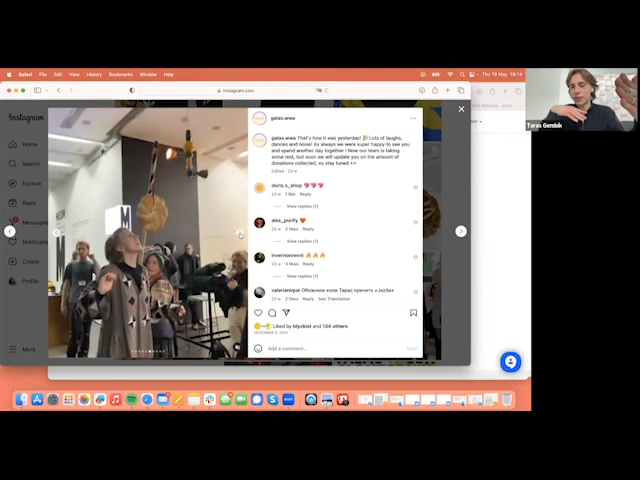 Safari File Edit View History Bookmarks Window Help
Thu 18 May 16:14
instagram.com
Instagram
Home
Search
Explore
Reels
Messages
Notifications
Create
Profile
More
M
galas.wwa
galas.wwa That's how it was yesterday! 🎉 Lots of laughs,
dances and noise! As always we were super happy to see you
and spend another day together ! Now our team is taking
some rest, but soon we will update you on the amount of
donations collected, so stay tuned 👀
Edited · 23 w
doris.s_shop 💖💖💖
23 w 1 like Reply
View replies (1)
alex_purify ❤️
23 w 2 likes Reply
View replies (1)
invernorreml 🔥🔥🔥
23 w 3 likes Reply
View replies (1)
valerianique Обожнюю коли Тарас кричить «Jazda»
23 w 2 likes Reply See Translation
Liked by blyzkist and 134 others
DECEMBER 5, 2022
Add a comment...
Post
Taras Gembik